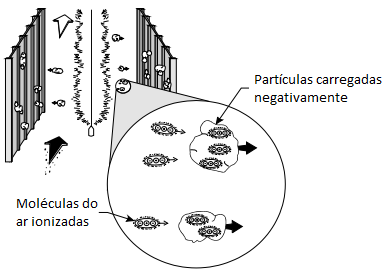 Partículas carregadas
negativamente
Moléculas do
ar ionizadas